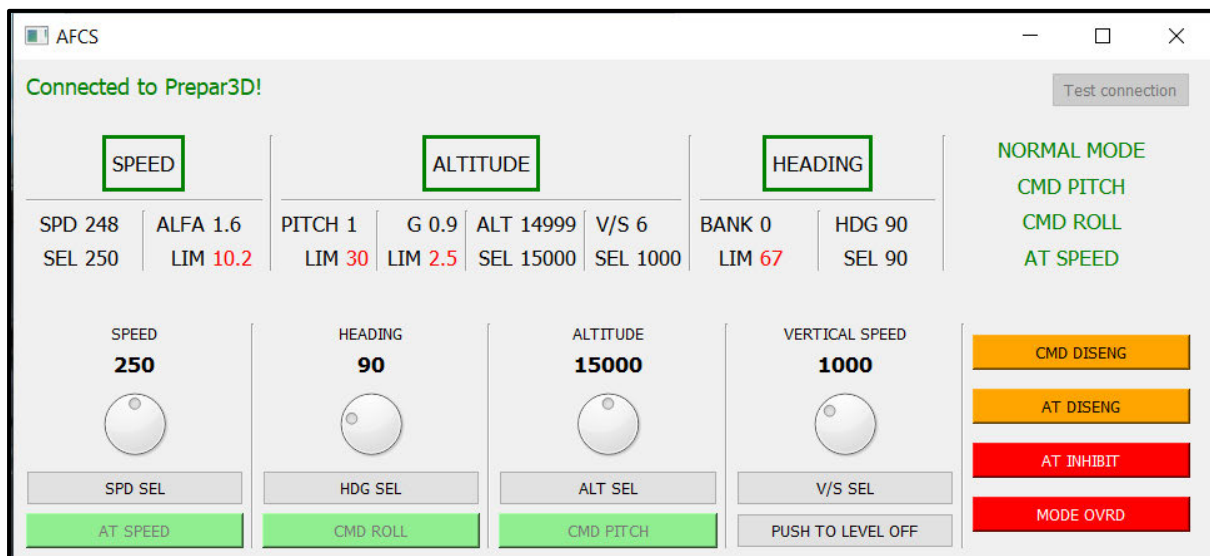 AFCS
Connected to Prepar3D!
Test connection
SPEED ALTITUDE HEADING
NORMAL MODE
CMD PITCH
CMD ROLL
AT SPEED
SPD 248 ALFA 1.6 PITCH 1 G 0.9 ALT 14999 V/S 6 BANK 0 HDG 90
SEL 250 LIM 10.2 LIM 30 LIM 2.5 SEL 15000 SEL 1000 LIM 67 SEL 90
SPEED HEADING ALTITUDE VERTICAL SPEED
250 90 15000 1000
SPD SEL HDG SEL ALT SEL V/S SEL
AT SPEED CMD ROLL CMD PITCH PUSH TO LEVEL OFF
CMD DISENG
AT DISENG
AT INHIBIT
MODE OVRD